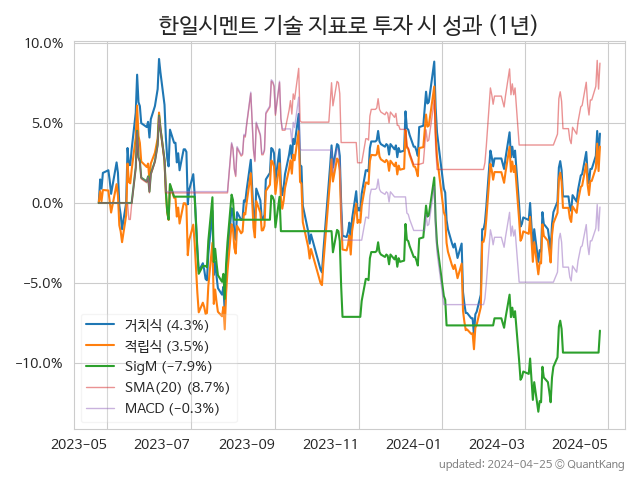 한일시멘트 기술 지표로 투자 시 성과 (1년)
10.0%
5.0%
0.0%
−5.0%
−10.0%
거치식 (4.3%)
적립식 (3.5%)
SigM (−7.9%)
SMA(20) (8.7%)
MACD (−0.3%)
2023-05 2023-07 2023-09 2023-11 2024-01 2024-03 2024-05
updated: 2024-04-25 © QuantKang